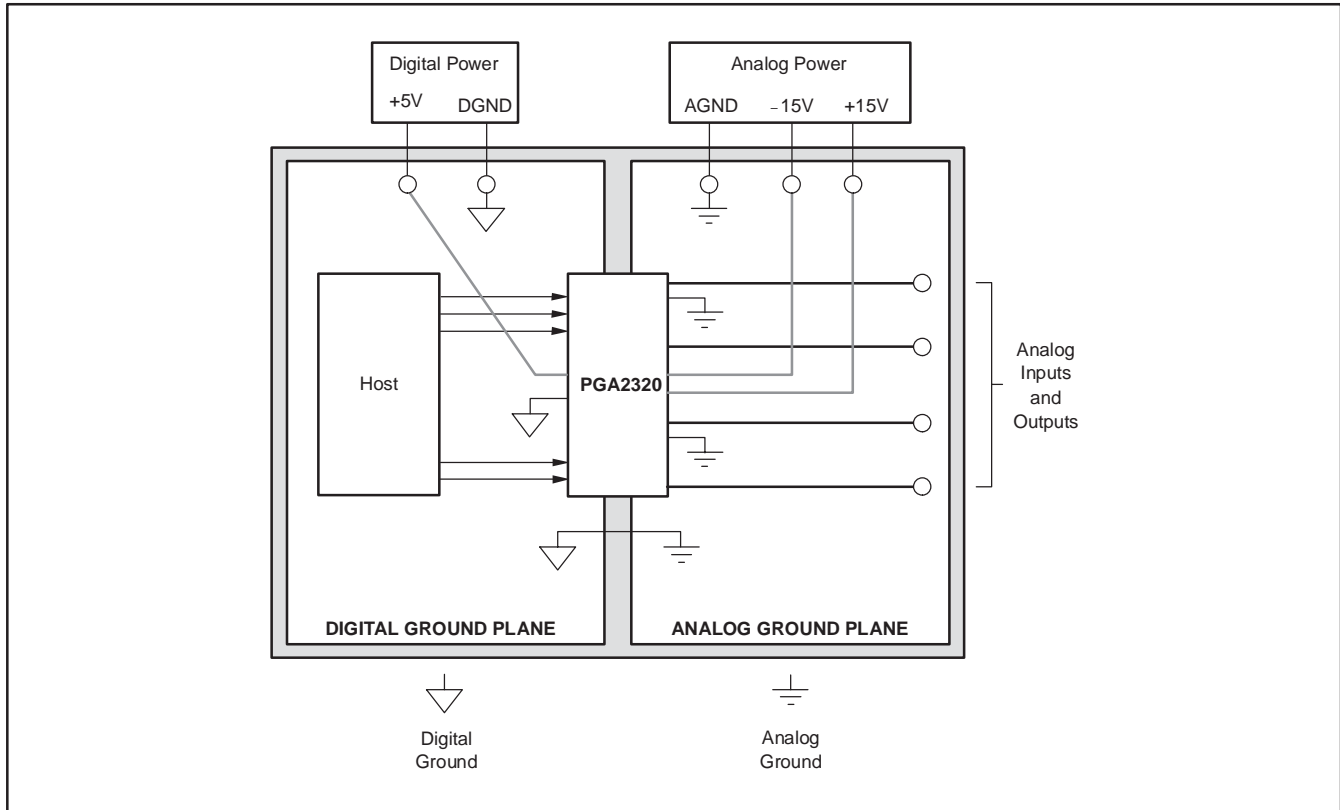 Digital Power
+5V DGND
Analog Power
AGND −15V +15V
Host
PGA2320
Analog
Inputs
and
Outputs
DIGITAL GROUND PLANE
ANALOG GROUND PLANE
Digital
Ground
Analog
Ground